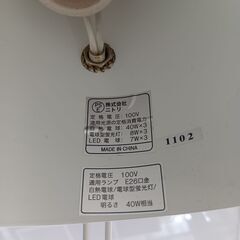 株式会社
ニトリ
定格電圧:100V
適用光源の定格消費電力
白熱電球:40W×3
電球型蛍光灯:8W×3
LED 電球:7W×3
MADE IN CHINA
1102
定格電圧:100V
適用ランプ E26口金
白熱電球/電球型蛍光灯/
LED電球
明るさ 40W相当